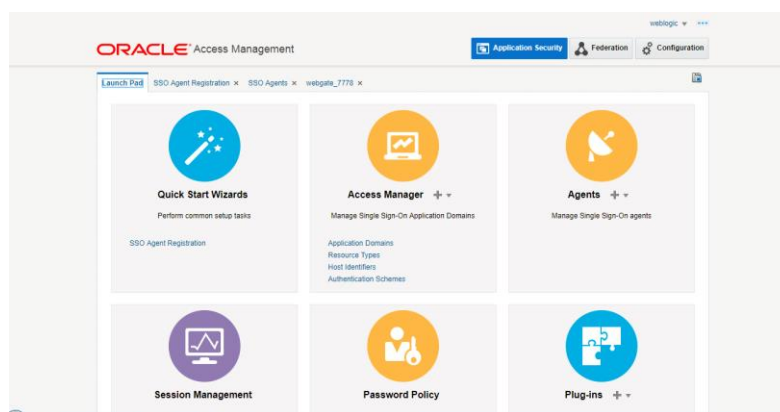 weblogic
ORACLE Access Management
Application Security
Federation
Configuration
Launch Pad
SSO Agent Registration
SSO Agents
webgate_7778
Quick Start Wizards
Perform common setup tasks
SSO Agent Registration
Access Manager
Manage Single Sign-On Application Domains
Application Domains
Resource Types
Host Identifiers
Authentication Schemes
Agents
Manage Single Sign-On agents
Session Management
Password Policy
Plug-ins